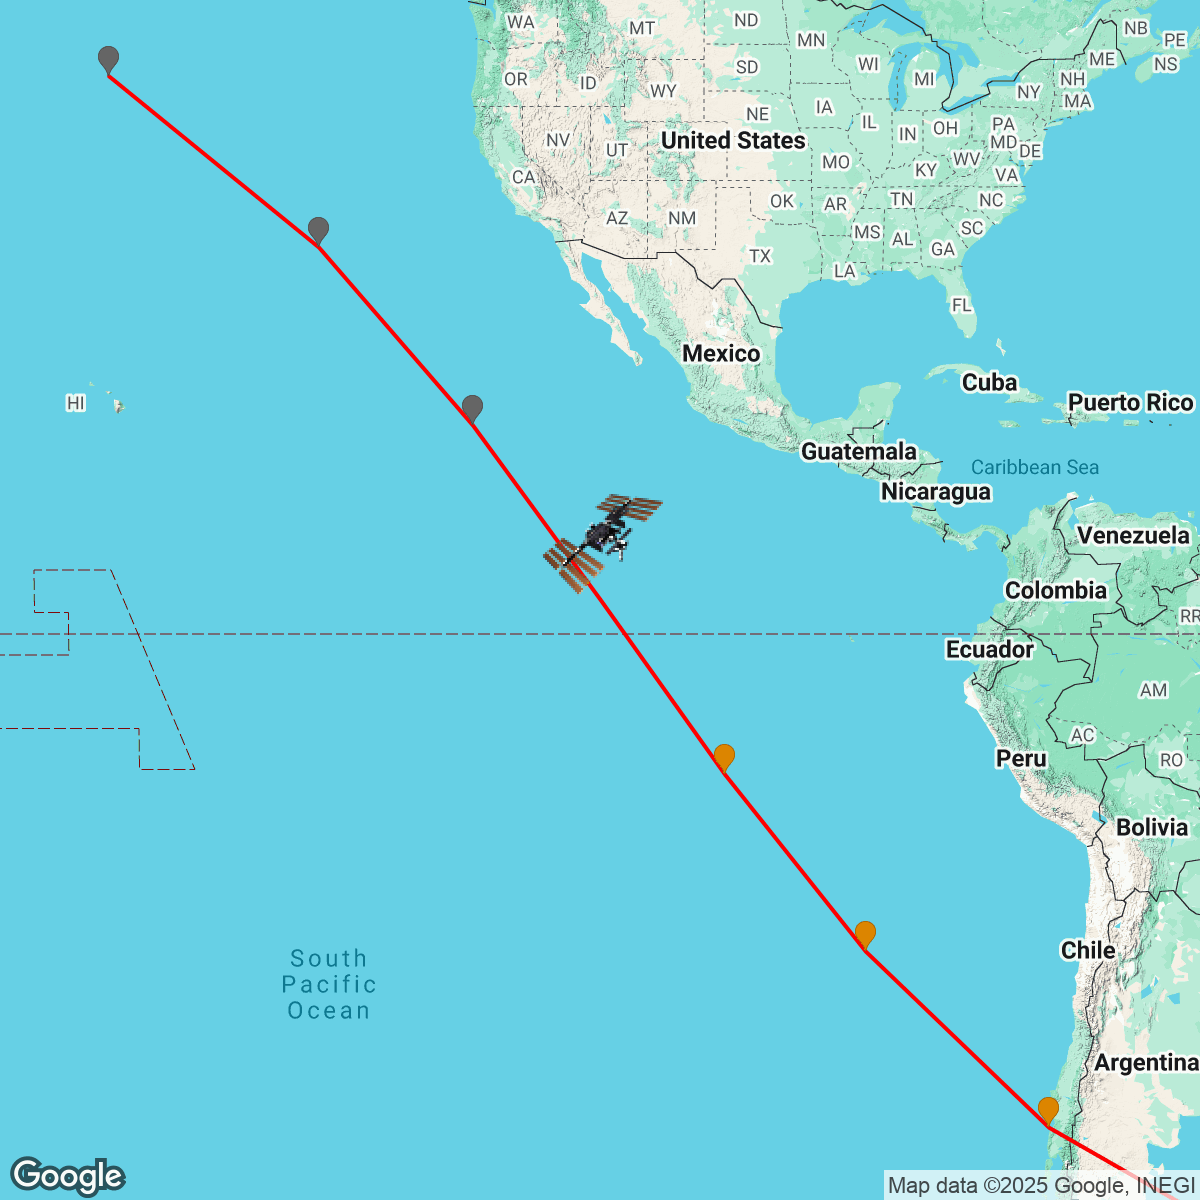 WA
MT
ND
MN
NB
PE
NS
ME
OR
ID
WY
SD
WI
MI
NH
NY
MA
NV
UT
NE
IA
IL
IN
OH
PA
MD
DE
United States
CA
MO
KY
WV
VA
AZ
NM
OK
AR
TN
NC
MS
AL
GA
SC
TX
LA
FL
Mexico
Cuba
HI
Puerto Rico
Guatemala
Caribbean Sea
Nicaragua
Venezuela
Colombia
RR
Ecuador
AM
AC
Peru
RO
Bolivia
Chile
South
Pacific
Ocean
Argentina
Google
Map data ©2025 Google, INEGI